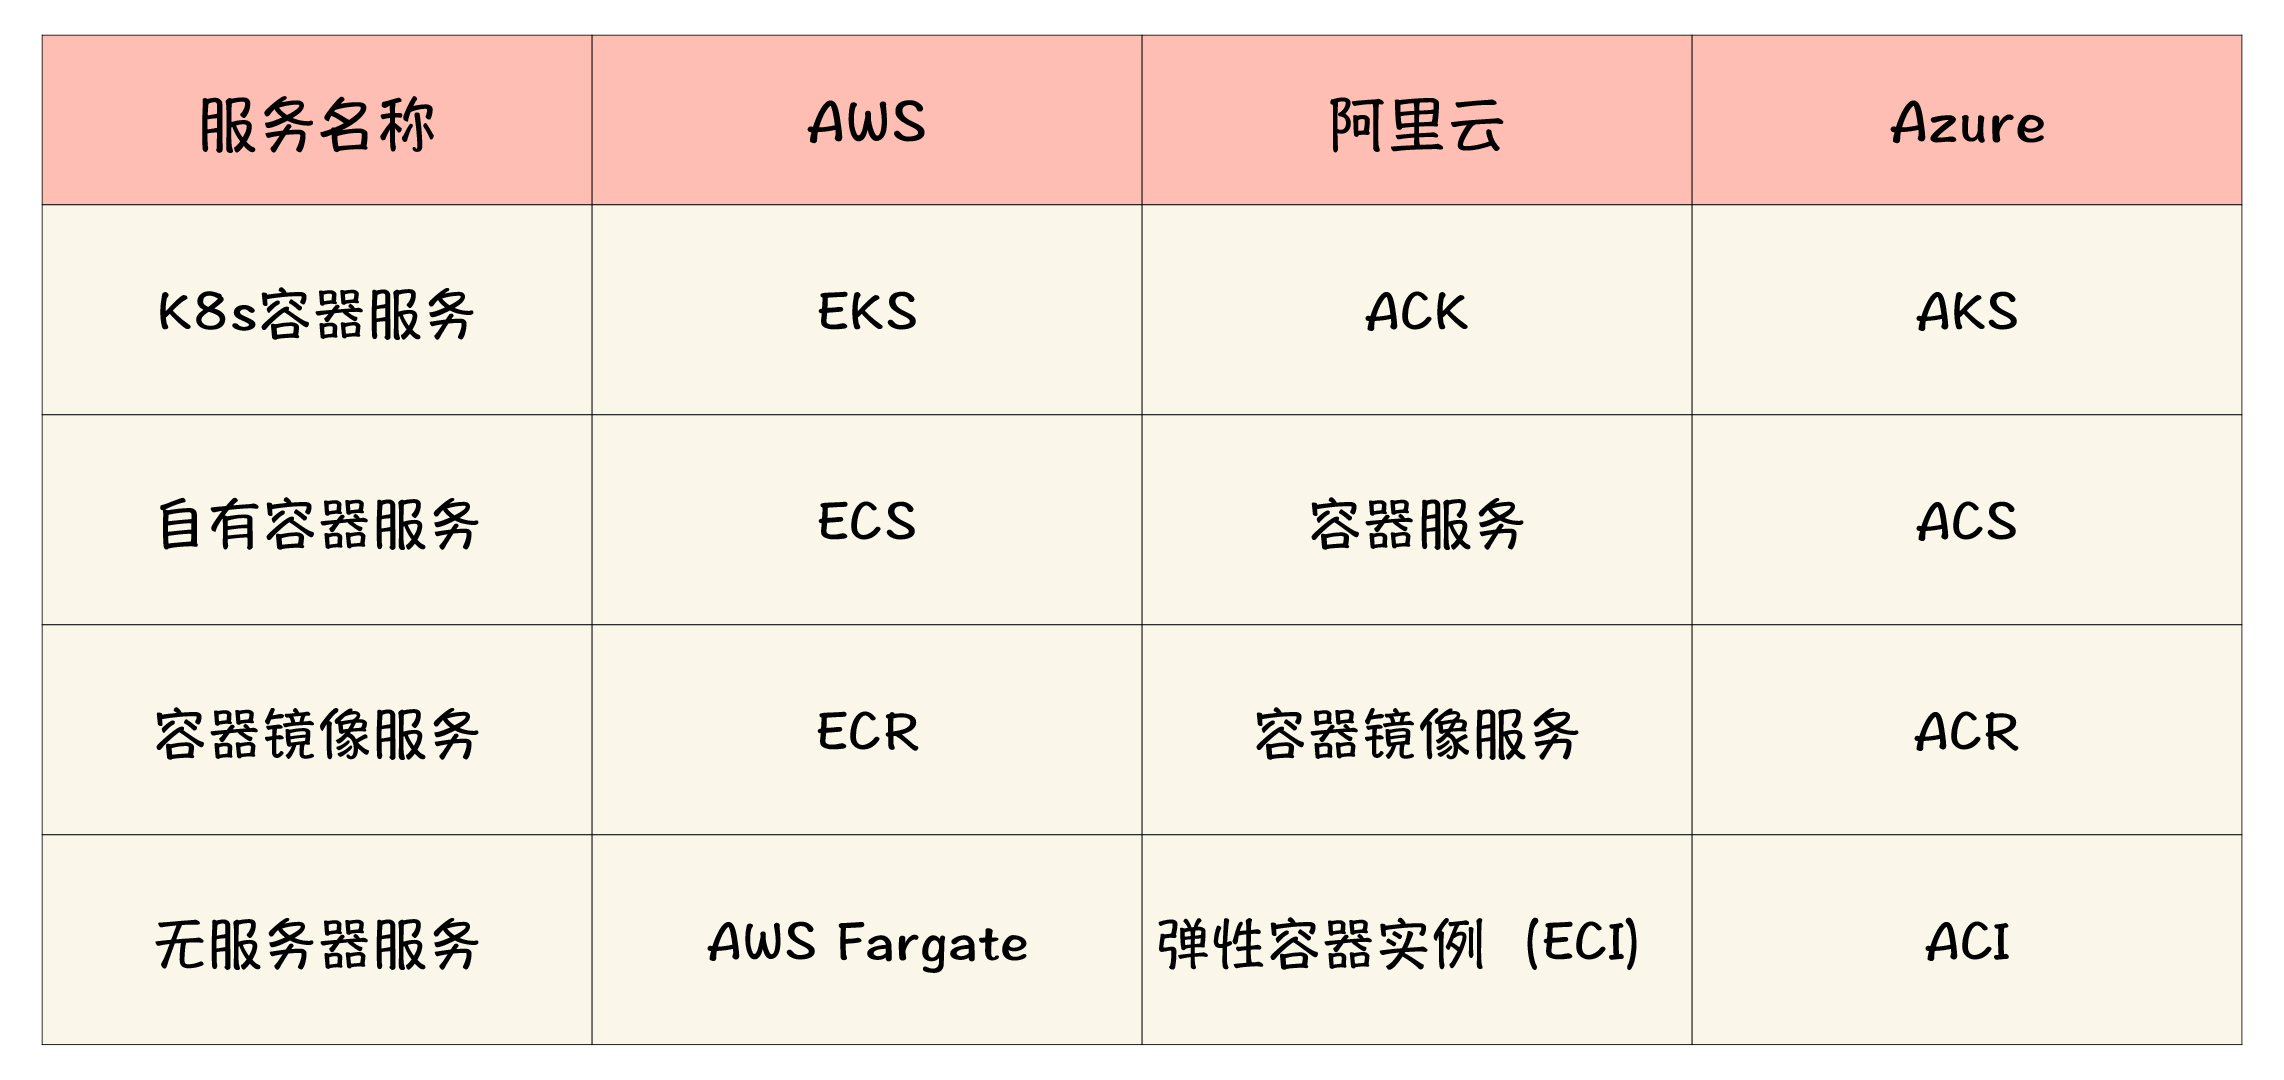 服务名称 AWS 阿里云 Azure
K8s容器服务 EKS ACK AKS
自有容器服务 ECS 容器服务 ACS
容器镜像服务 ECR 容器镜像服务 ACR
无服务器服务 AWS Fargate 弹性容器实例（ECI） ACI